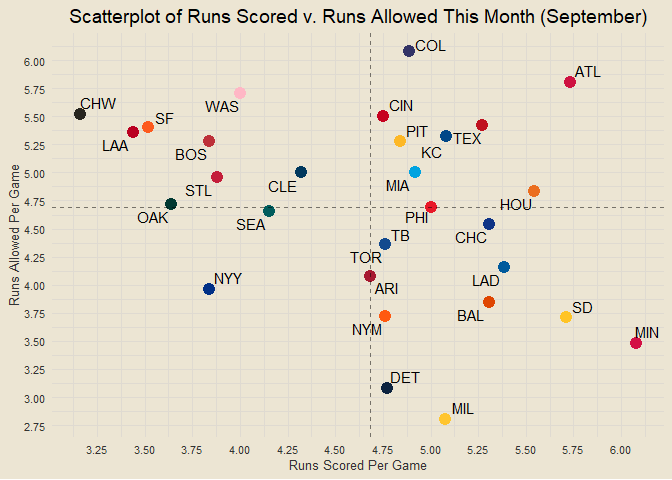 Scatterplot of Runs Scored v. Runs Allowed This Month (September)
Runs Allowed Per Game
6.00
5.75
5.50
5.25
5.00
4.75
4.50
4.25
4.00
3.75
3.50
3.25
3.00
2.75
COL
ATL
CHW
WAS
CIN
SF
LAA
PIT
TEX
BOS
KC
STL
CLE
MIA
HOU
OAK
SEA
PHI
TB
CHC
TOR
NYY
LAD
ARI
SD
BAL
NYM
MIN
DET
MIL
3.25 3.50 3.75 4.00 4.25 4.50 4.75 5.00 5.25 5.50 5.75 6.00
Runs Scored Per Game